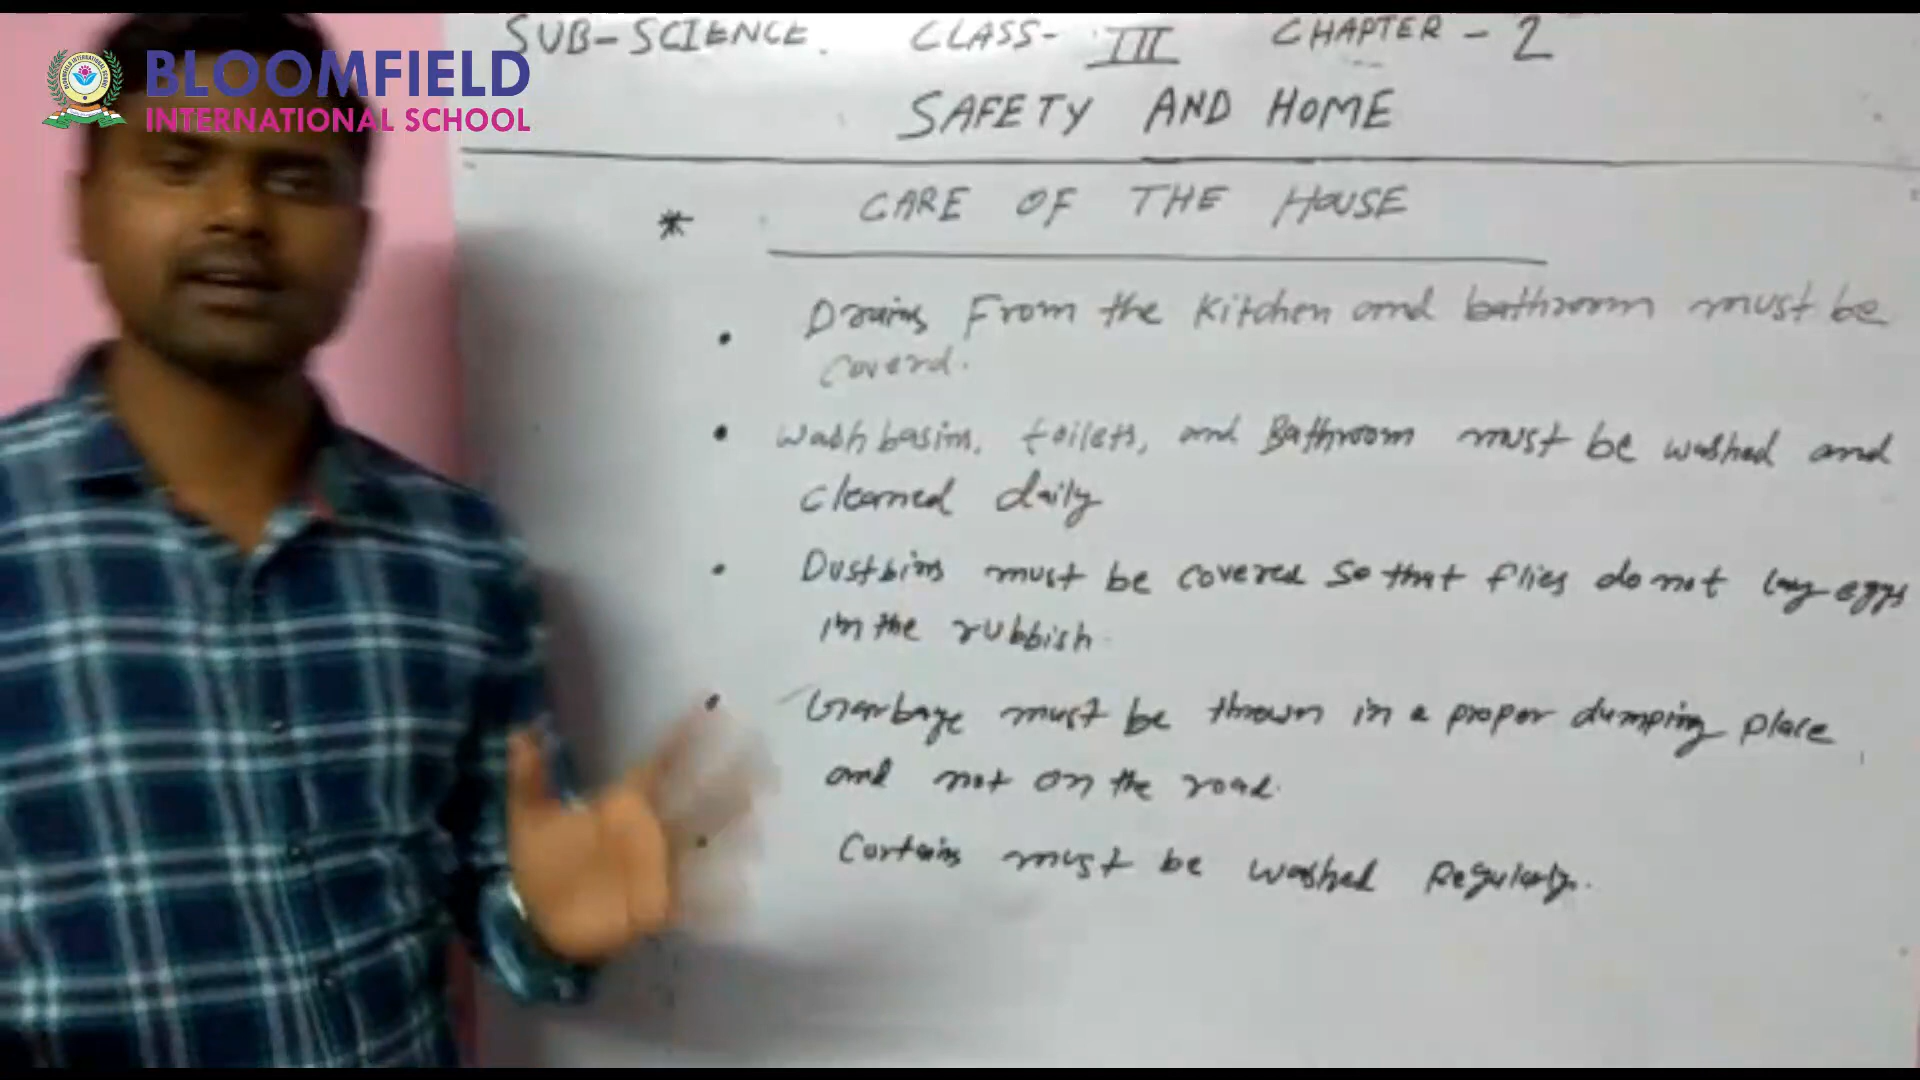 BLOOMFIELD
INTERNATIONAL SCHOOL
SUB-SCIENCE. CLASS- III CHAPTER - 2
SAFETY AND HOME
* CARE OF THE HOUSE
• Drains From the Kitchen and bathroom must be
coverd.
• Wash basins, toilets, and Bathroom must be washed and
cleaned daily
• Dustbins must be covered so that flies do not lay eggs
in the rubbish.
• Garbage must be thrown in a proper dumping place
and not on the road.
• Curtains must be washed Regularly.